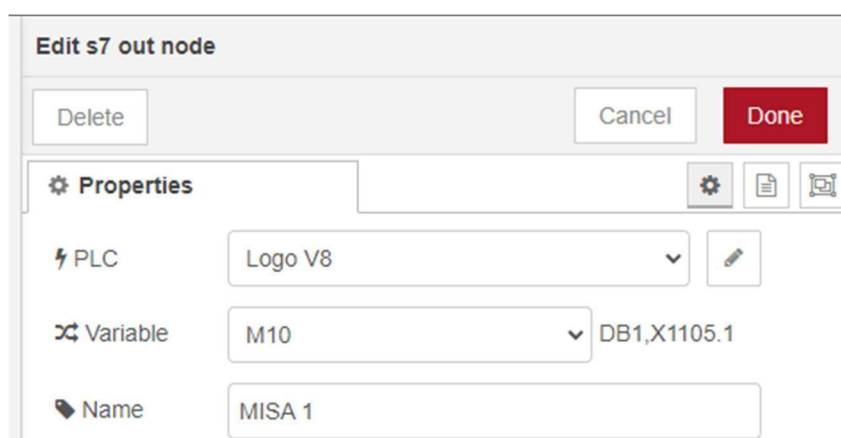 Edit s7 out node
Delete Cancel Done
Properties
PLC Logo V8
Variable M10 DB1,X1105.1
Name MISA 1